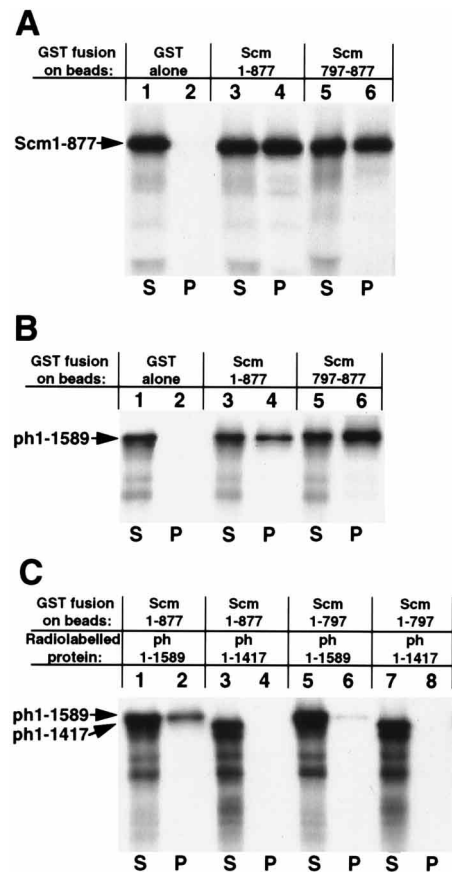 A
GST fusion on beads: GST alone Scm 1-877 Scm 797-877
1 2 3 4 5 6
Scm1-877
S P S P S P
B
GST fusion on beads: GST alone Scm 1-877 Scm 797-877
1 2 3 4 5 6
ph1-1589
S P S P S P
C
GST fusion on beads: Scm 1-877 Scm 1-877 Scm 1-797 Scm 1-797
Radiolabelled protein: ph 1-1589 ph 1-1417 ph 1-1589 ph 1-1417
1 2 3 4 5 6 7 8
ph1-1589
ph1-1417
S P S P S P S P